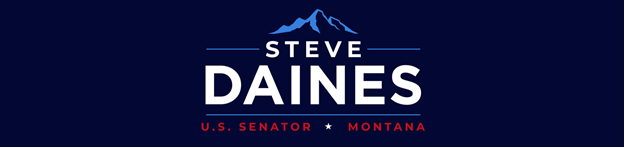 STEVE
DAINES
U.S. SENATOR ★ MONTANA